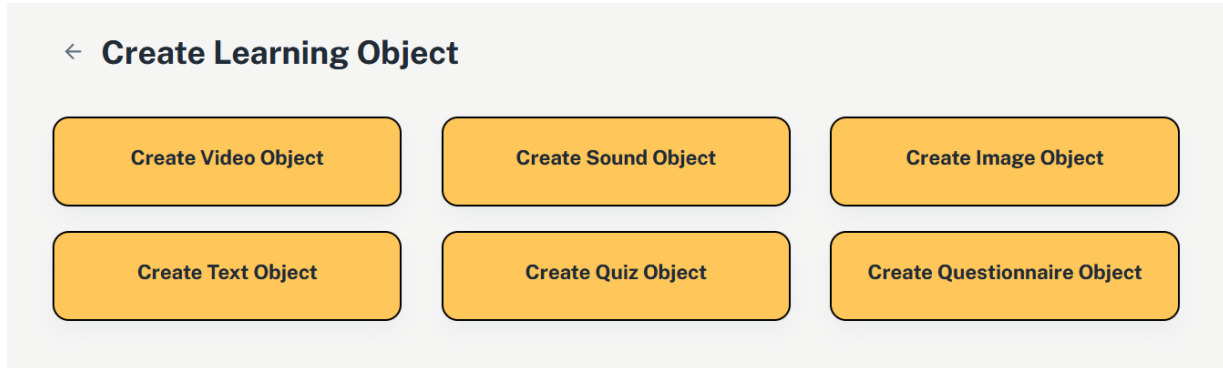 Create Learning Object
Create Video Object
Create Sound Object
Create Image Object
Create Text Object
Create Quiz Object
Create Questionnaire Object